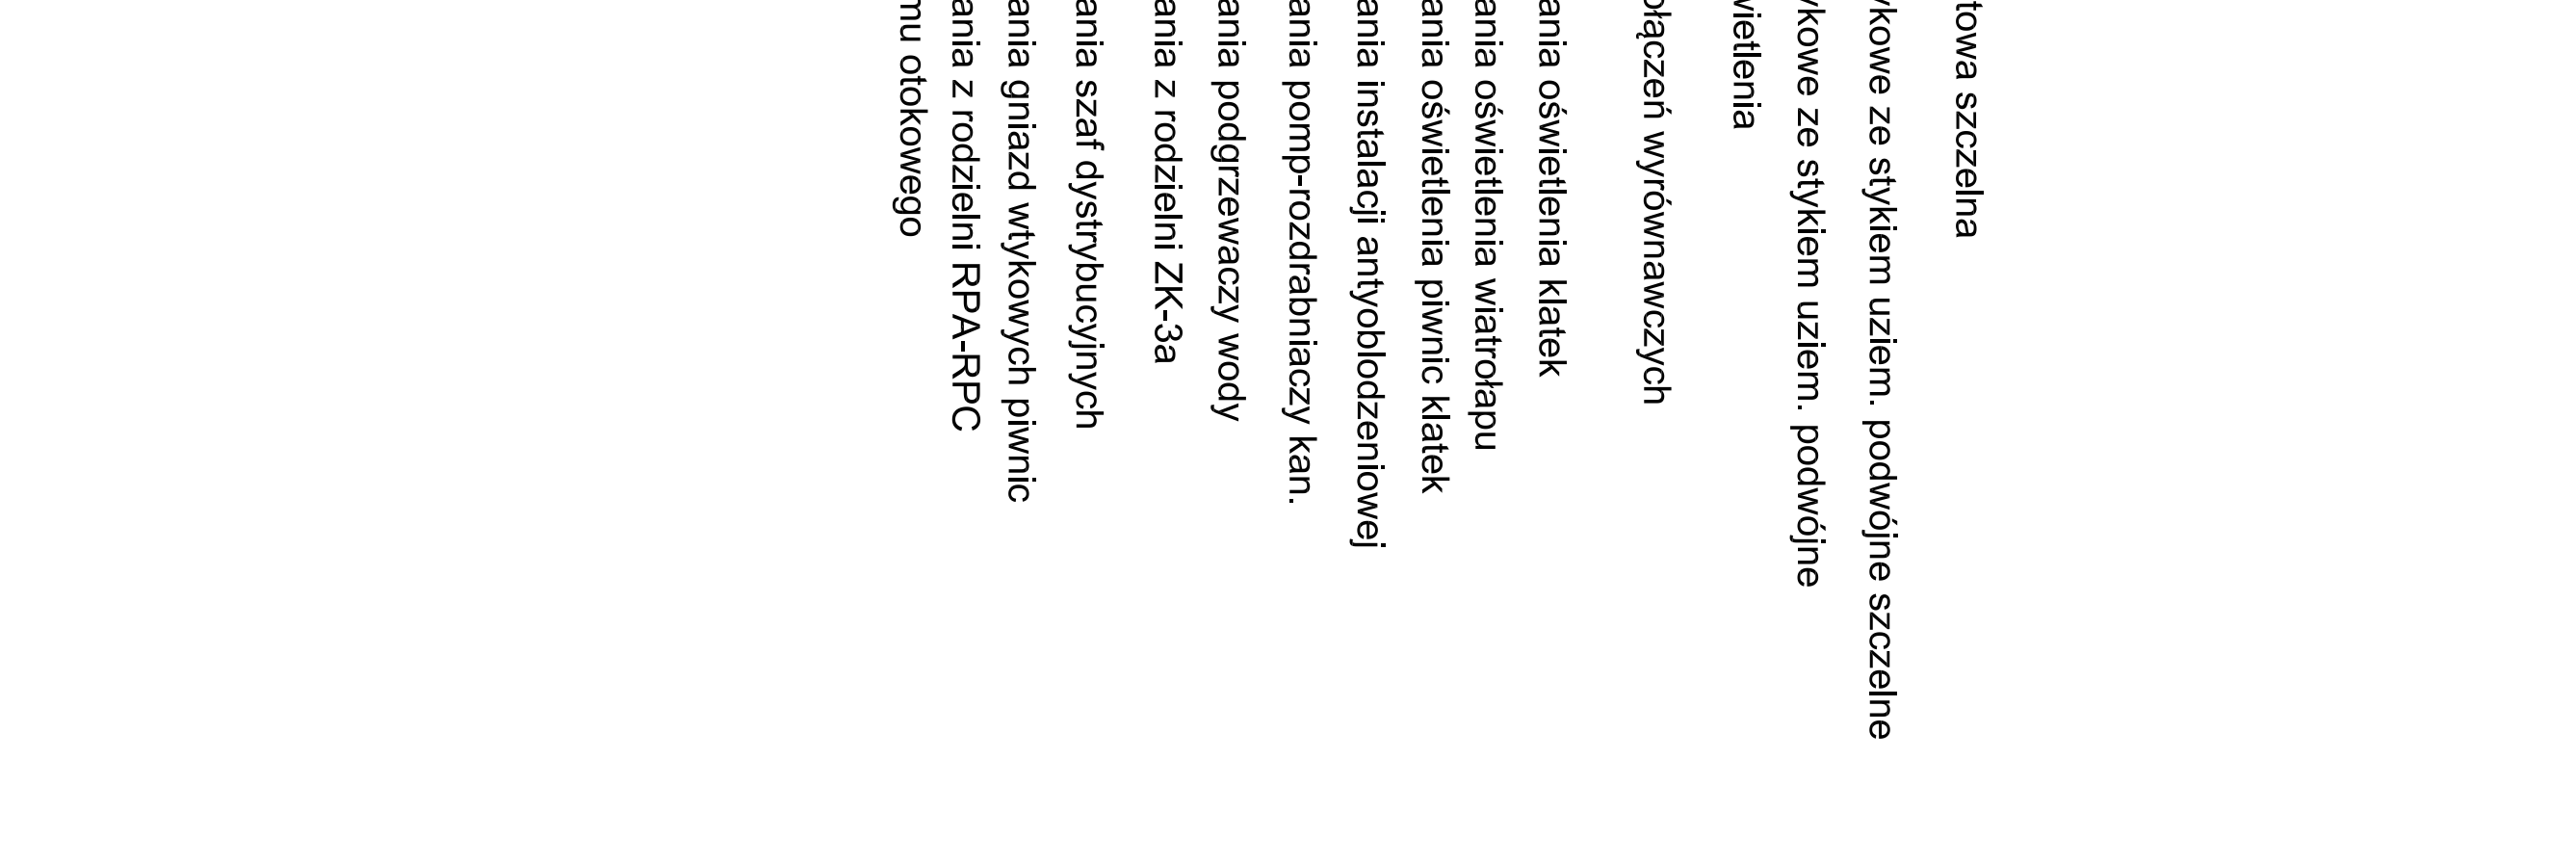 towa szczelna
ykowe ze stykiem uziem. podwójne szczelne
ykowe ze stykiem uziem. podwójne
wietlenia
ołączeń wyrównawczych
ania oświetlenia klatek
ania oświetlenia wiatrołapu
ania oświetlenia piwnic klatek
ania instalacji antyoblodzeniowej
ania pomp-rozdrabniaczy kan.
ania podgrzewaczy wody
ania z rodzielni ZK-3a
ania szaf dystrybucyjnych
ania gniazd wtykowych piwnic
ania z rodzielni RPA-RPC
mu otokowego